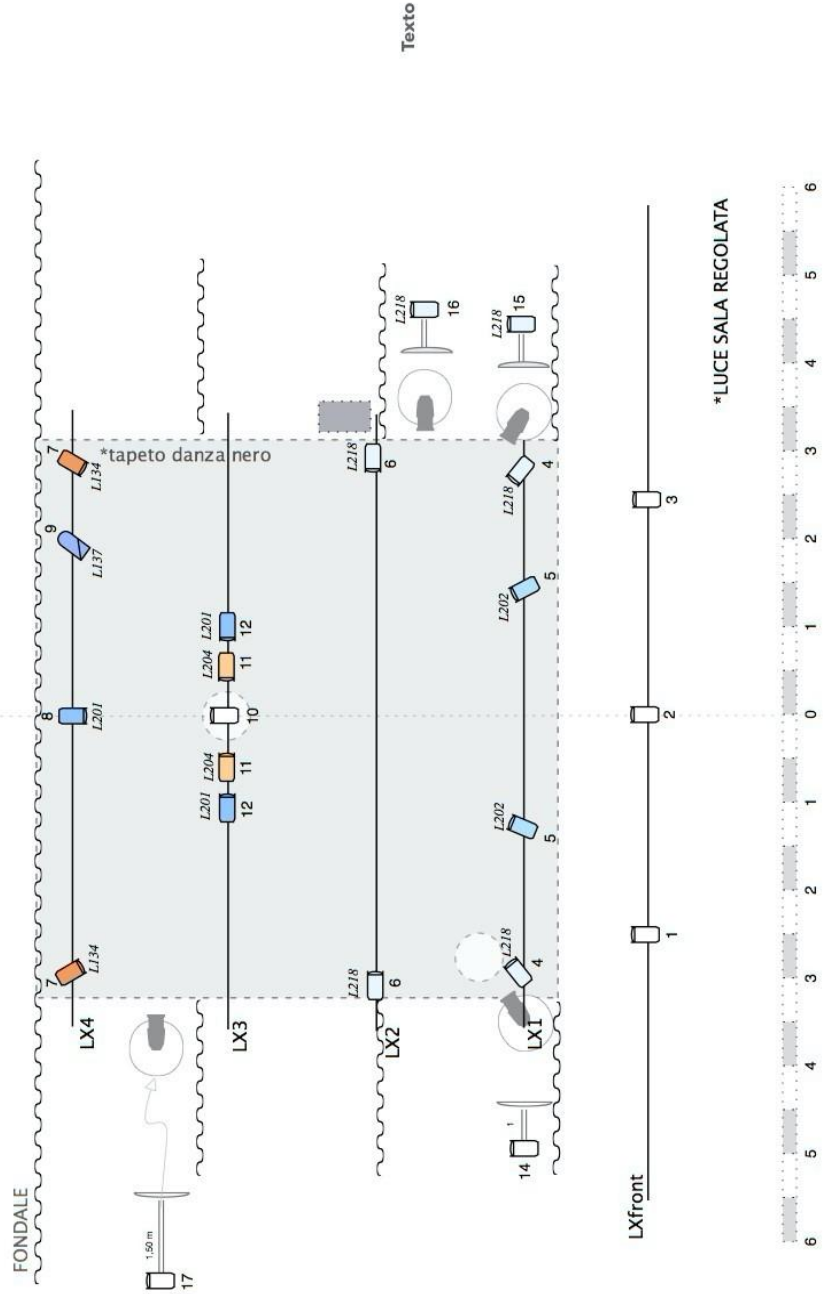 Texto
FONDALE
7
L134
8
L201
9
L137
7
L134
LX4
*tapeto danza nero
1,50 m
17
LX3
L201
12
L204
11
10
L204
11
L201
12
LX2
L218
6
L218
6
L218
16
LX1
1
14
L218
4
L202
5
L202
5
L218
4
L218
15
LXfront
1
2
3
*LUCE SALA REGOLATA
6 5 4 3 2 1 0 1 2 3 4 5 6